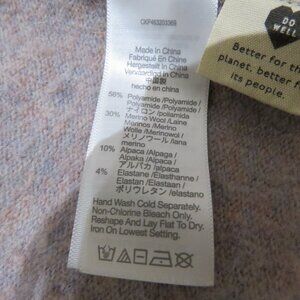 Made in China
Fabriqué En Chine
Hergestellt In China
Vervaardigd in China
中国製
hecho en china
56% Polyamide /Polyamide /
Polyamid /Polyamide/
ナイロン /poliamida
30% Merino Wool /Laine
Merinos /Merino
Wolle /Merinowol /
メリノウール /lana
merino
10% Alpaca /Alpaga /
Alpaka /Alpaca /
アルパカ /alpaca
4% Elastane /Elasthanne /
Elastan /Elastaan /
ポリウレタン /elastano
Hand Wash Cold Separately.
Non-Chlorine Bleach Only.
Reshape And Lay Flat To Dry.
Iron On Lowest Setting Cool.
DO
WELL
Better for the
planet, better f
its people.